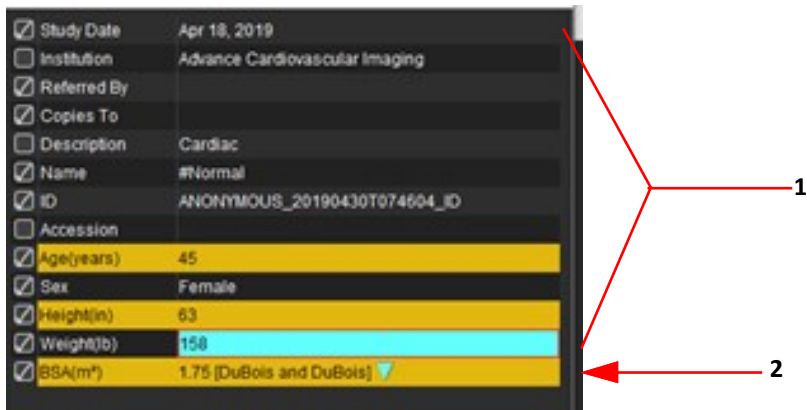 Study Date Apr 18, 2019
Institution Advance Cardiovascular Imaging
Referred By
Copies To
Description Cardiac
Name #Normal
ID ANONYMOUS_20190430T074604_ID
Accession
Age(years) 45
Sex Female
Height(in) 63
Weight(lb) 158
BSA(m²) 1.75 [DuBois and DuBois]
1
2